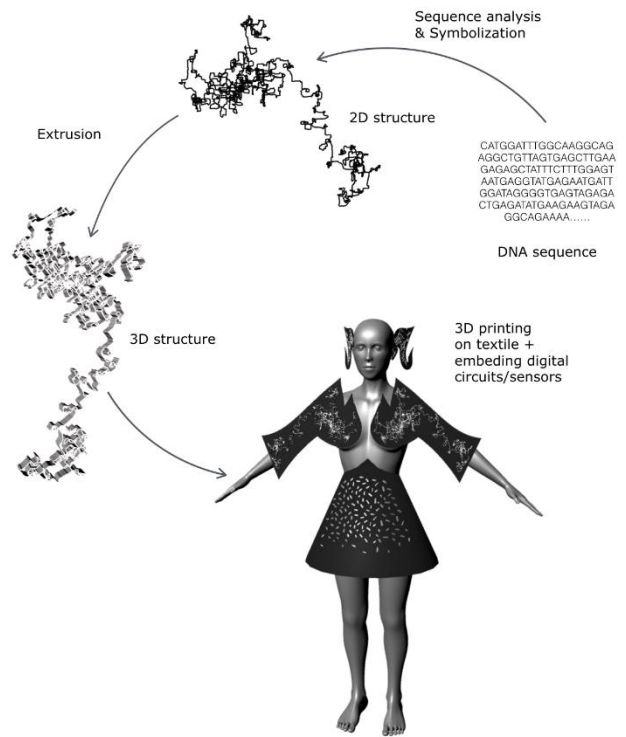 Sequence analysis
& Symbolization
2D structure
Extrusion
CATGGATTTGGCAAGGCAG
AGGCTGTTAGTGAGCTTGAA
GAGAGCTATTTCTTTGGAGT
AATGAGGTATGAGAATGATT
GGATAGGGGTGAGTAGAGA
CTGAGATATGAAGAAGTAGA
GGCAGAAAA......
DNA sequence
3D structure
3D printing
on textile +
embeding digital
circuits/sensors